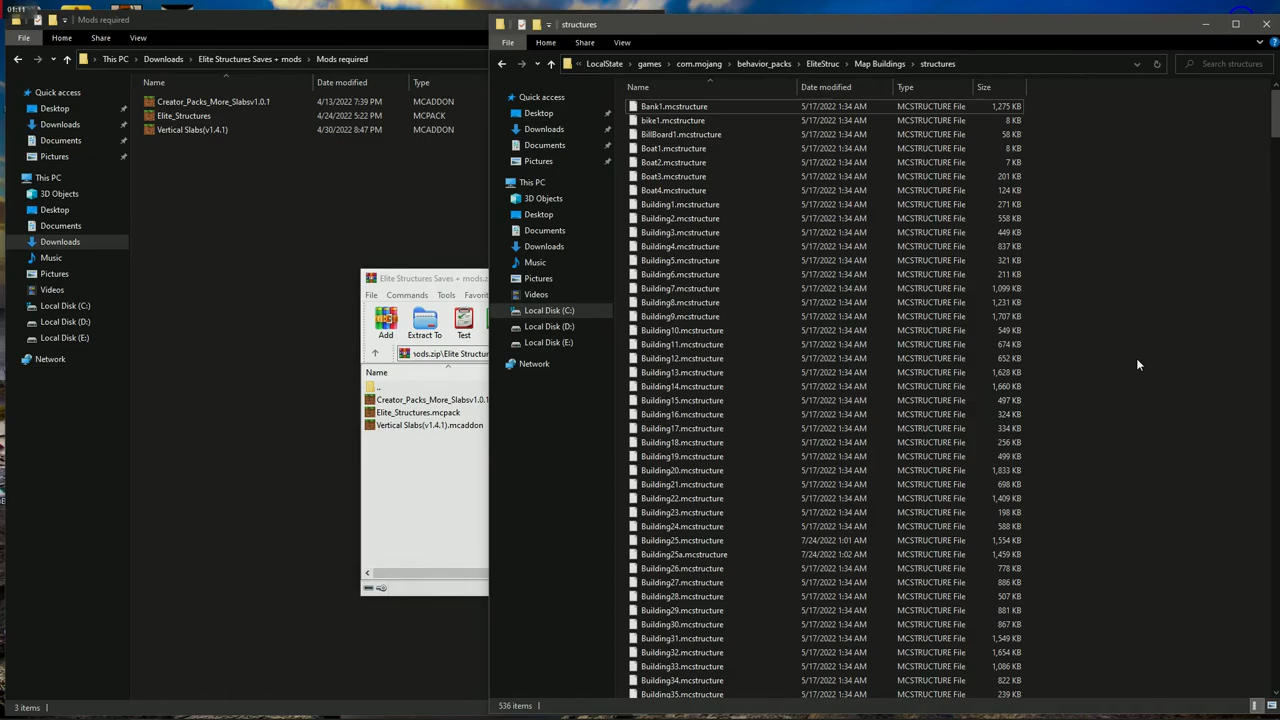 01:11
Mods required
File Home Share View
This PC Downloads Elite Structures Saves + mods Mods required
Name Date modified Type
Creator_Packs_More_Slabsv1.0.1 4/13/2022 7:39 PM MCADDON
Elite_Structures 4/24/2022 5:22 PM MCPACK
Vertical Slabs(v1.4.1) 4/30/2022 8:47 PM MCADDON
Quick access
Desktop
Downloads
Documents
Pictures
This PC
3D Objects
Desktop
Documents
Downloads
Music
Pictures
Videos
Local Disk (C:)
Local Disk (D:)
Local Disk (E:)
Network
3 items
Elite Structures Saves + mods.z
File Commands Tools Favorit
Add Extract To Test
\ods.zip\Elite Structur
Name
..
Creator_Packs_More_Slabsv1.0.1
Elite_Structures.mcpack
Vertical Slabs(v1.4.1).mcaddon
structures
File Home Share View
LocalState games com.mojang behavior_packs EliteStruc Map Buildings structures
Search structures
Quick access
Desktop
Downloads
Documents
Pictures
This PC
3D Objects
Desktop
Documents
Downloads
Music
Pictures
Videos
Local Disk (C:)
Local Disk (D:)
Local Disk (E:)
Network
Name Date modified Type Size
Bank1.mcstructure 5/17/2022 1:34 AM MCSTRUCTURE File 1,275 KB
bike1.mcstructure 5/17/2022 1:34 AM MCSTRUCTURE File 8 KB
BillBoard1.mcstructure 5/17/2022 1:34 AM MCSTRUCTURE File 58 KB
Boat1.mcstructure 5/17/2022 1:34 AM MCSTRUCTURE File 8 KB
Boat2.mcstructure 5/17/2022 1:34 AM MCSTRUCTURE File 7 KB
Boat3.mcstructure 5/17/2022 1:34 AM MCSTRUCTURE File 201 KB
Boat4.mcstructure 5/17/2022 1:34 AM MCSTRUCTURE File 124 KB
Building1.mcstructure 5/17/2022 1:34 AM MCSTRUCTURE File 271 KB
Building2.mcstructure 5/17/2022 1:34 AM MCSTRUCTURE File 558 KB
Building3.mcstructure 5/17/2022 1:34 AM MCSTRUCTURE File 449 KB
Building4.mcstructure 5/17/2022 1:34 AM MCSTRUCTURE File 837 KB
Building5.mcstructure 5/17/2022 1:34 AM MCSTRUCTURE File 321 KB
Building6.mcstructure 5/17/2022 1:34 AM MCSTRUCTURE File 211 KB
Building7.mcstructure 5/17/2022 1:34 AM MCSTRUCTURE File 1,099 KB
Building8.mcstructure 5/17/2022 1:34 AM MCSTRUCTURE File 1,231 KB
Building9.mcstructure 5/17/2022 1:34 AM MCSTRUCTURE File 1,707 KB
Building10.mcstructure 5/17/2022 1:34 AM MCSTRUCTURE File 549 KB
Building11.mcstructure 5/17/2022 1:34 AM MCSTRUCTURE File 674 KB
Building12.mcstructure 5/17/2022 1:34 AM MCSTRUCTURE File 652 KB
Building13.mcstructure 5/17/2022 1:34 AM MCSTRUCTURE File 1,628 KB
Building14.mcstructure 5/17/2022 1:34 AM MCSTRUCTURE File 1,660 KB
Building15.mcstructure 5/17/2022 1:34 AM MCSTRUCTURE File 497 KB
Building16.mcstructure 5/17/2022 1:34 AM MCSTRUCTURE File 324 KB
Building17.mcstructure 5/17/2022 1:34 AM MCSTRUCTURE File 334 KB
Building18.mcstructure 5/17/2022 1:34 AM MCSTRUCTURE File 256 KB
Building19.mcstructure 5/17/2022 1:34 AM MCSTRUCTURE File 499 KB
Building20.mcstructure 5/17/2022 1:34 AM MCSTRUCTURE File 1,833 KB
Building21.mcstructure 5/17/2022 1:34 AM MCSTRUCTURE File 698 KB
Building22.mcstructure 5/17/2022 1:34 AM MCSTRUCTURE File 1,409 KB
Building23.mcstructure 5/17/2022 1:34 AM MCSTRUCTURE File 198 KB
Building24.mcstructure 5/17/2022 1:34 AM MCSTRUCTURE File 588 KB
Building25.mcstructure 7/24/2022 1:01 AM MCSTRUCTURE File 1,554 KB
Building25a.mcstructure 7/24/2022 1:02 AM MCSTRUCTURE File 1,459 KB
Building26.mcstructure 5/17/2022 1:34 AM MCSTRUCTURE File 778 KB
Building27.mcstructure 5/17/2022 1:34 AM MCSTRUCTURE File 886 KB
Building28.mcstructure 5/17/2022 1:34 AM MCSTRUCTURE File 507 KB
Building29.mcstructure 5/17/2022 1:34 AM MCSTRUCTURE File 881 KB
Building30.mcstructure 5/17/2022 1:34 AM MCSTRUCTURE File 867 KB
Building31.mcstructure 5/17/2022 1:34 AM MCSTRUCTURE File 1,549 KB
Building32.mcstructure 5/17/2022 1:34 AM MCSTRUCTURE File 1,654 KB
Building33.mcstructure 5/17/2022 1:34 AM MCSTRUCTURE File 1,086 KB
Building34.mcstructure 5/17/2022 1:34 AM MCSTRUCTURE File 822 KB
Building35.mcstructure 5/17/2022 1:34 AM MCSTRUCTURE File 239 KB
536 items